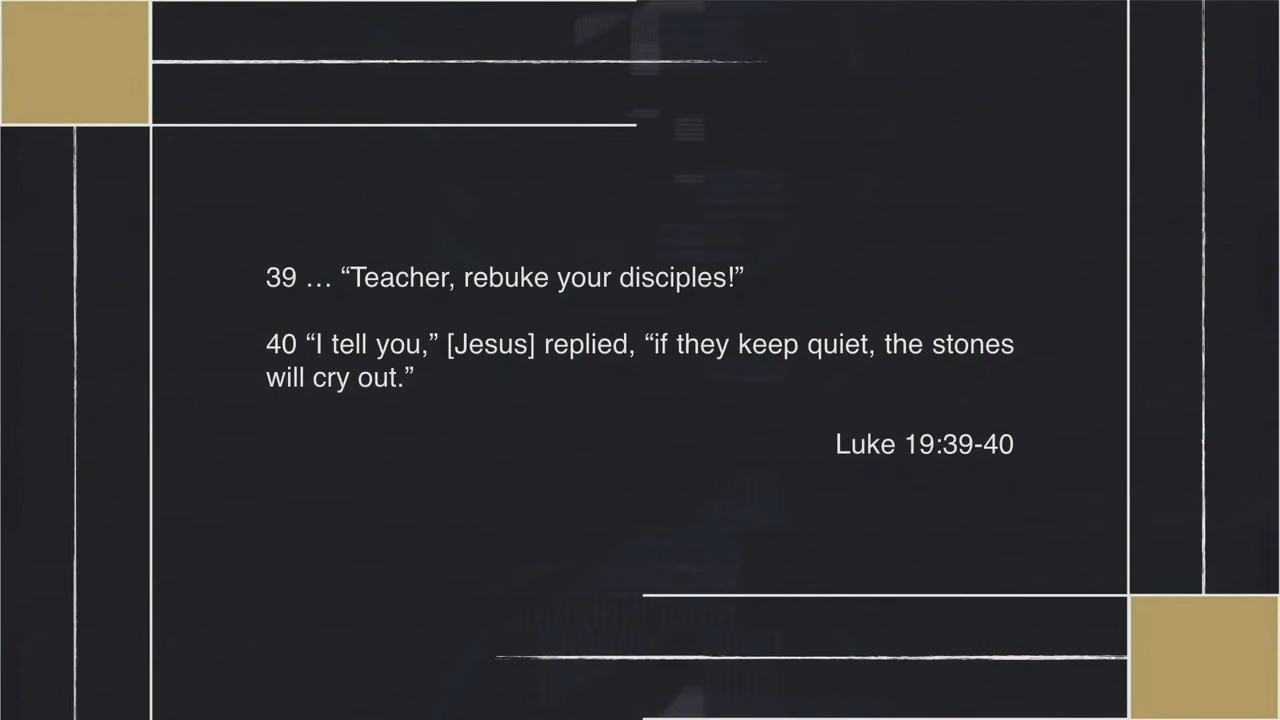 39 … “Teacher, rebuke your disciples!”
40 “I tell you,” [Jesus] replied, “if they keep quiet, the stones
will cry out.”
Luke 19:39-40